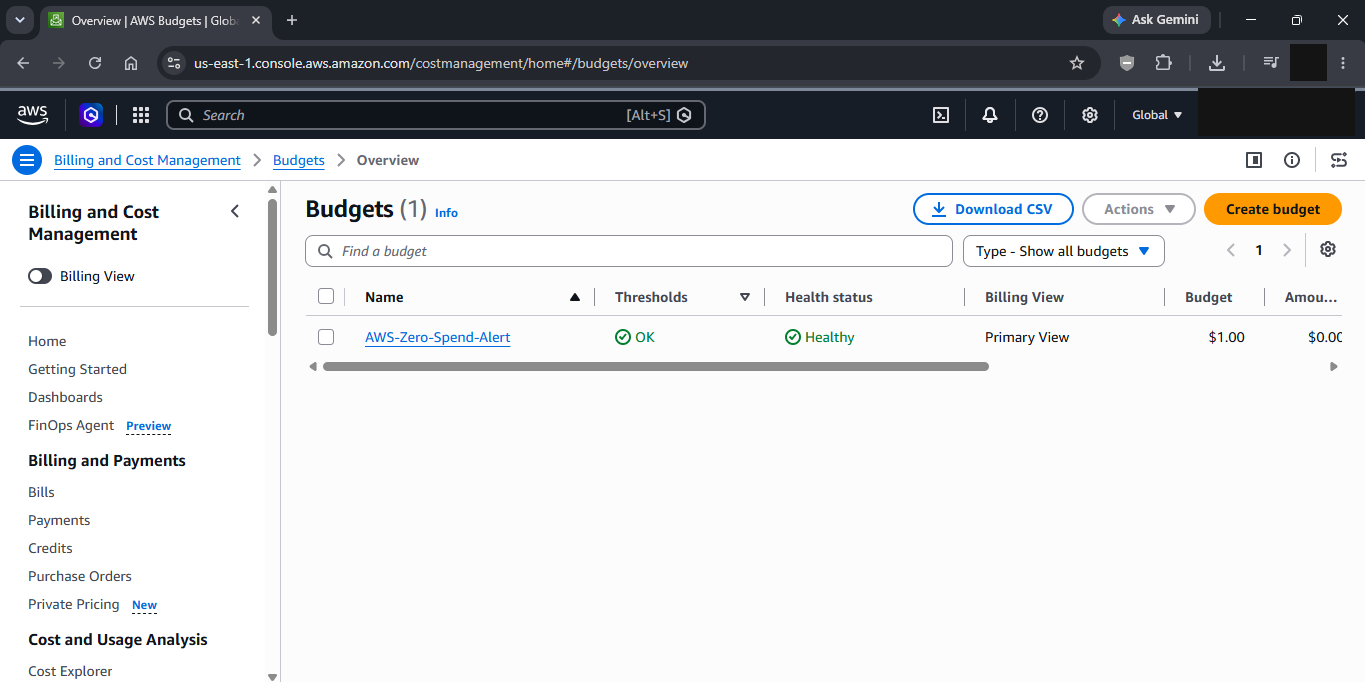 Overview | AWS Budgets | Glob
Ask Gemini
us-east-1.console.aws.amazon.com/costmanagement/home#/budgets/overview
aws
Search
[Alt+S]
Global
Billing and Cost Management
Budgets
Overview
Billing and Cost
Management
Billing View
Home
Getting Started
Dashboards
FinOps Agent Preview
Billing and Payments
Bills
Payments
Credits
Purchase Orders
Private Pricing New
Cost and Usage Analysis
Cost Explorer
Budgets (1) Info
Download CSV
Actions
Create budget
Find a budget
Type - Show all budgets
1
Name Thresholds Health status Billing View Budget Amou...
AWS-Zero-Spend-Alert OK Healthy Primary View $1.00 $0.00